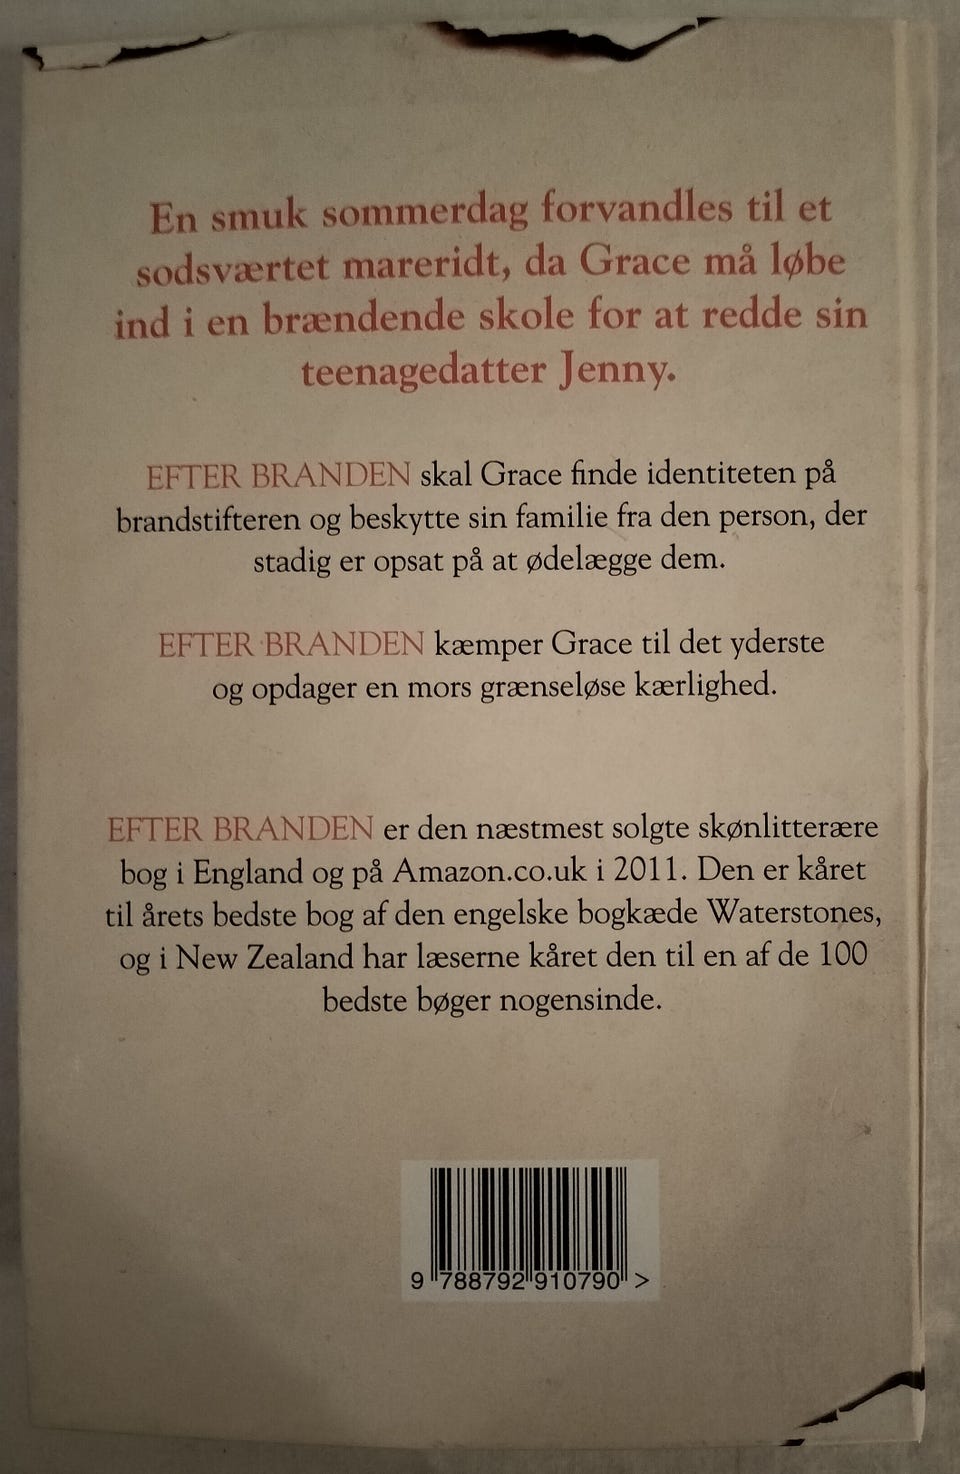 En smuk sommerdag forvandles til et
sodsværtet mareridt, da Grace må løbe
ind i en brændende skole for at redde sin
teenagedatter Jenny.
EFTER BRANDEN skal Grace finde identiteten på
brandstifteren og beskytte sin familie fra den person, der
stadig er opsat på at ødelægge dem.
EFTER BRANDEN kæmper Grace til det yderste
og opdager en mors grænseløse kærlighed.
EFTER BRANDEN er den næstmest solgte skønlitterære
bog i England og på Amazon.co.uk i 2011. Den er kåret
til årets bedste bog af den engelske bogkæde Waterstones,
og i New Zealand har læserne kåret den til en af de 100
bedste bøger nogensinde.
9 788792 910790 >